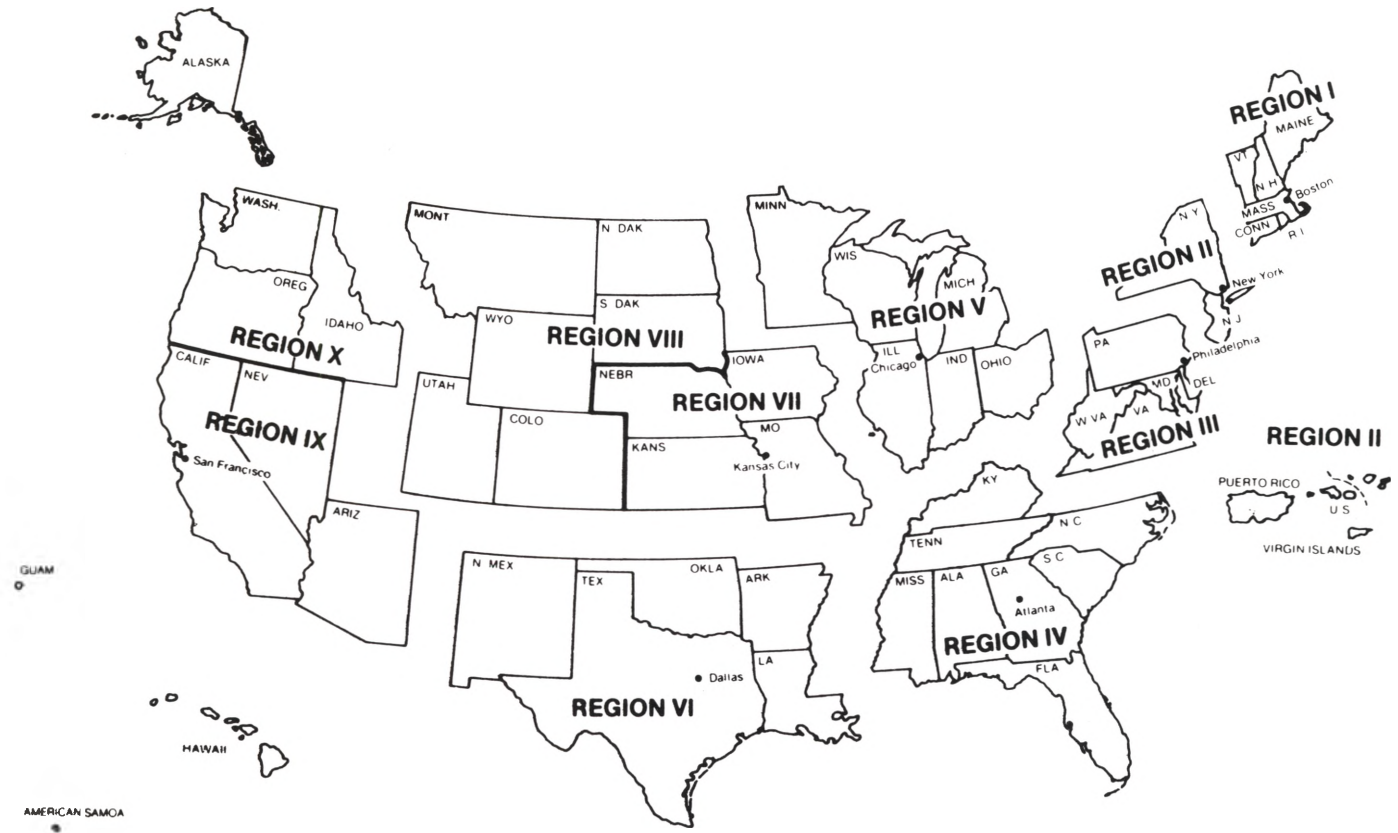 ALASKA
REGION I
MAINE
VT
N H
Boston
MASS
CONN
R I
WASH.
MONT
N DAK
MINN
N Y
WIS
REGION II
MICH
New York
OREG
S DAK
REGION V
IDAHO
WYO
N J
REGION X
REGION VIII
PA
Philadelphia
CALIF
NEV
UTAH
NEBR
IOWA
ILL
Chicago
IND
OHIO
MD
DEL
REGION VII
W VA
VA
REGION III
REGION IX
COLO
MO
REGION II
KANS
Kansas City
San Francisco
KY
PUERTO RICO
U S
VIRGIN ISLANDS
ARIZ
N C
TENN
S C
GUAM
N MEX
TEX
OKLA
ARK
MISS
ALA
GA
Atlanta
REGION IV
LA
FLA
Dallas
REGION VI
HAWAII
AMERICAN SAMOA